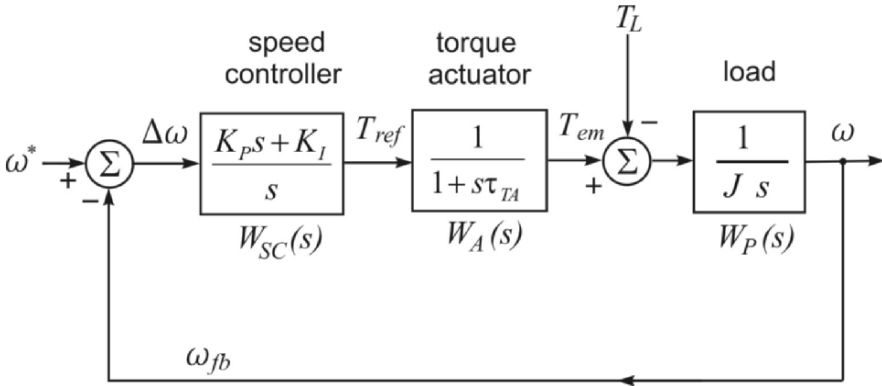 T_L
speed
controller
torque
actuator
load
ω* + − Σ Δω
K_P s + K_I
s
T_ref
1
1 + sτ_TA
T_em + − Σ
1
J s
ω
W_SC(s)
W_A(s)
W_P(s)
ω_fb